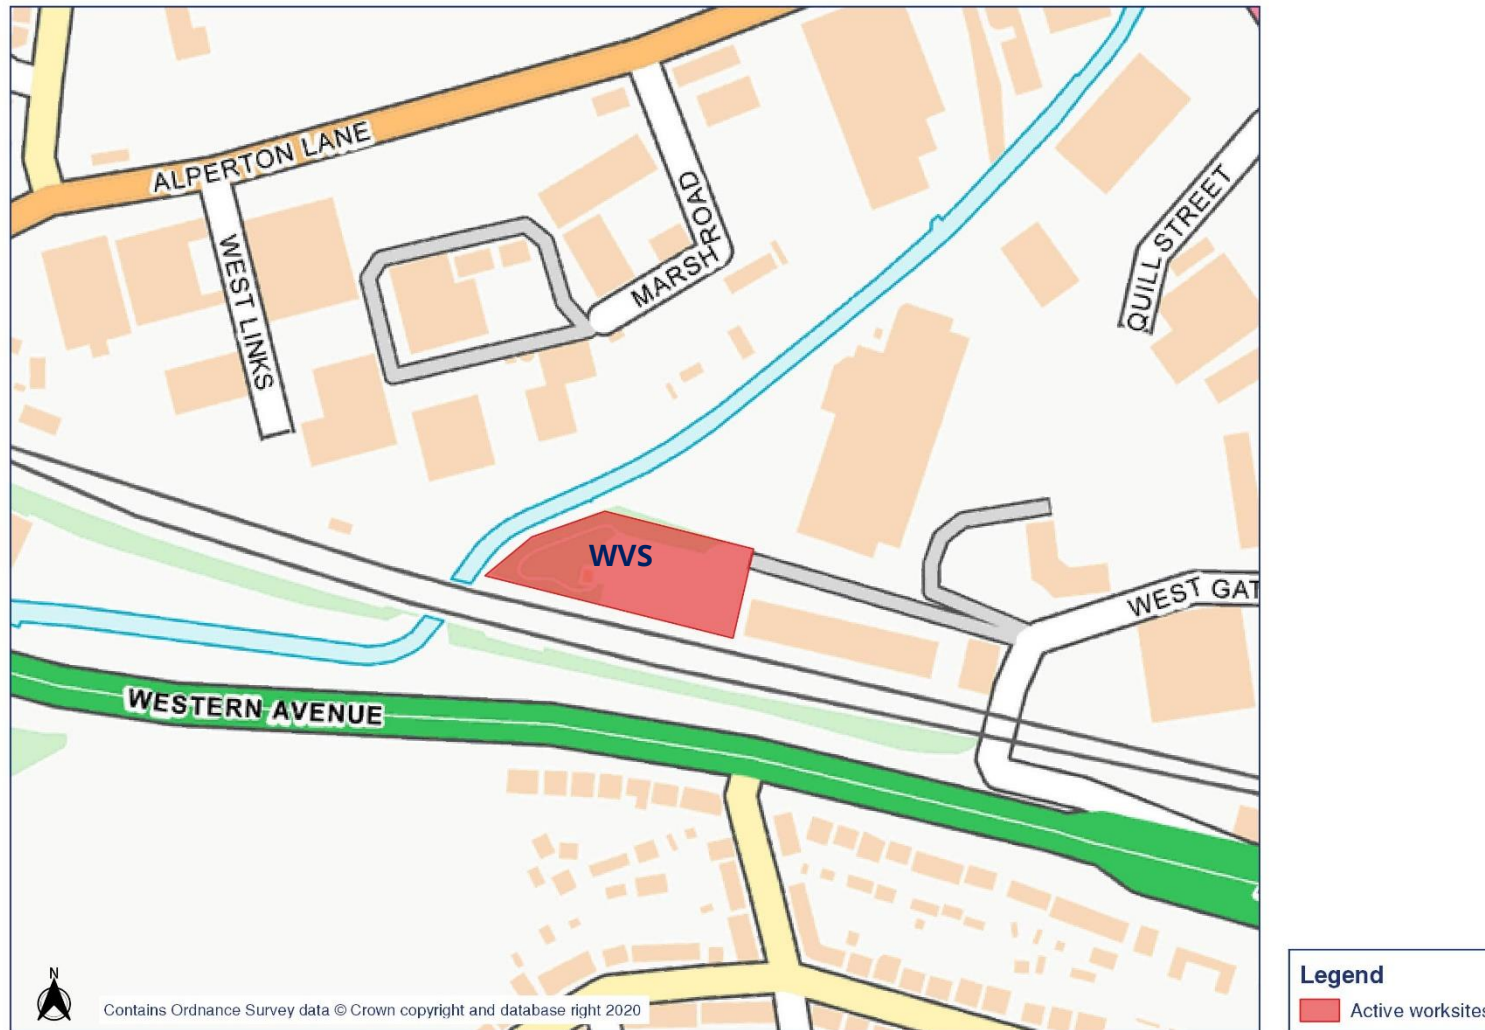 ALPERTON LANE
WEST LINKS
MARSH ROAD
QUILL STREET
WVS
WEST GAT
WESTERN AVENUE
N
Contains Ordnance Survey data © Crown copyright and database right 2020
Legend
Active worksites